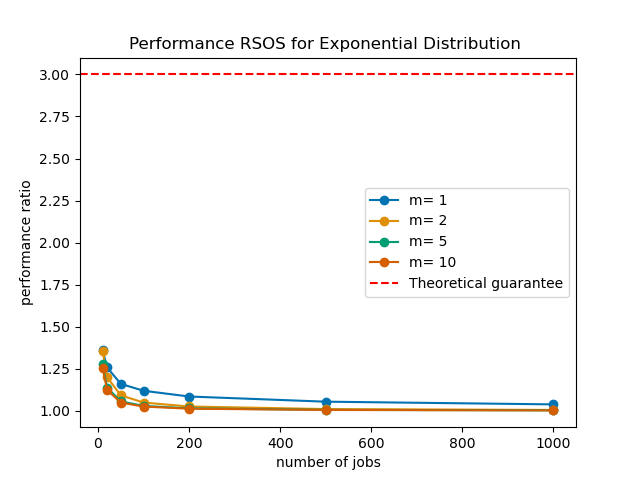 Performance RSOS for Exponential Distribution
performance ratio
3.00
2.75
2.50
2.25
2.00
1.75
1.50
1.25
1.00
m= 1
m= 2
m= 5
m= 10
Theoretical guarantee
0 200 400 600 800 1000
number of jobs